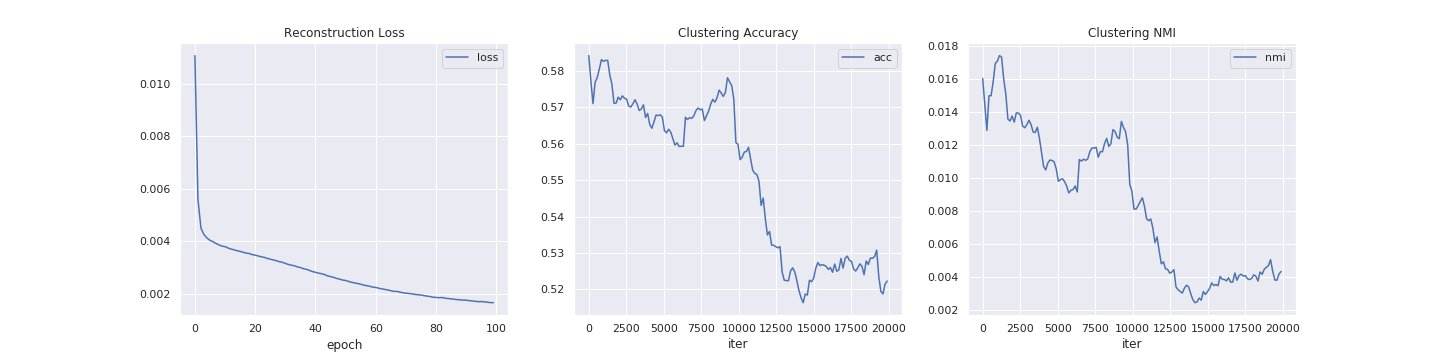 Reconstruction Loss
loss
0.010
0.008
0.006
0.004
0.002
0 20 40 60 80 100
epoch
Clustering Accuracy
acc
0.58
0.57
0.56
0.55
0.54
0.53
0.52
0 2500 5000 7500 10000 12500 15000 17500 20000
iter
Clustering NMI
nmi
0.018
0.016
0.014
0.012
0.010
0.008
0.006
0.004
0.002
0 2500 5000 7500 10000 12500 15000 17500 20000
iter